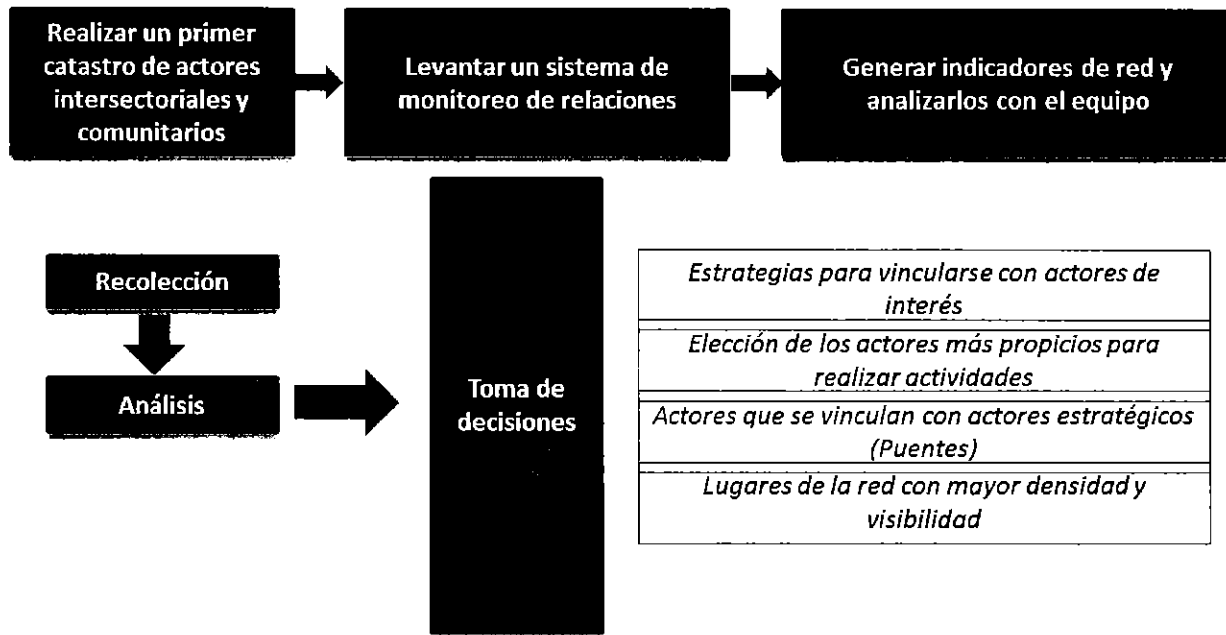 Realizar un primer
catastro de actores
intersectoriales y
comunitarios
Levantar un sistema de
monitoreo de relaciones
Generar indicadores de red y
analizarlos con el equipo
Recolección
Análisis
Toma de
decisiones
Estrategias para vincularse con actores de
interés
Elección de los actores más propicios para
realizar actividades
Actores que se vinculan con actores estratégicos
(Puentes)
Lugares de la red con mayor densidad y
visibilidad